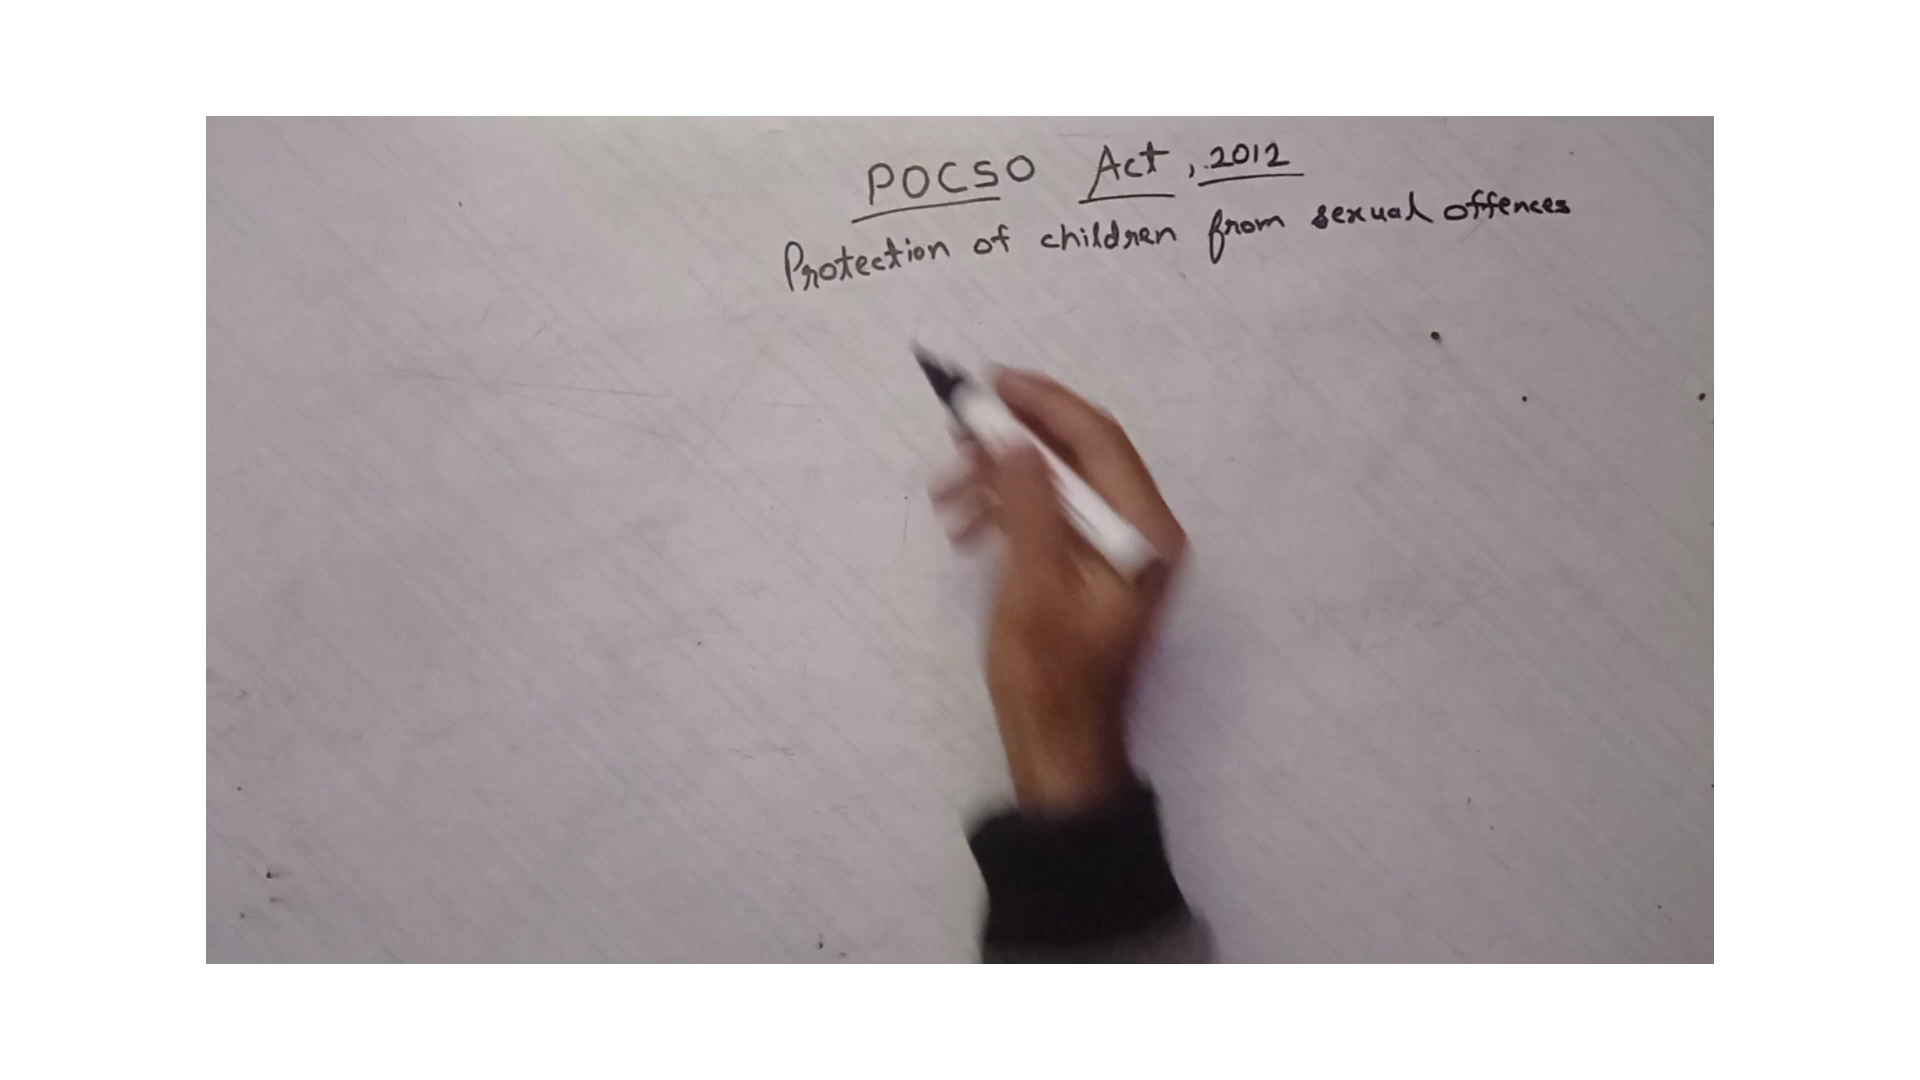 POCSO Act, 2012
Protection of children from sexual offences